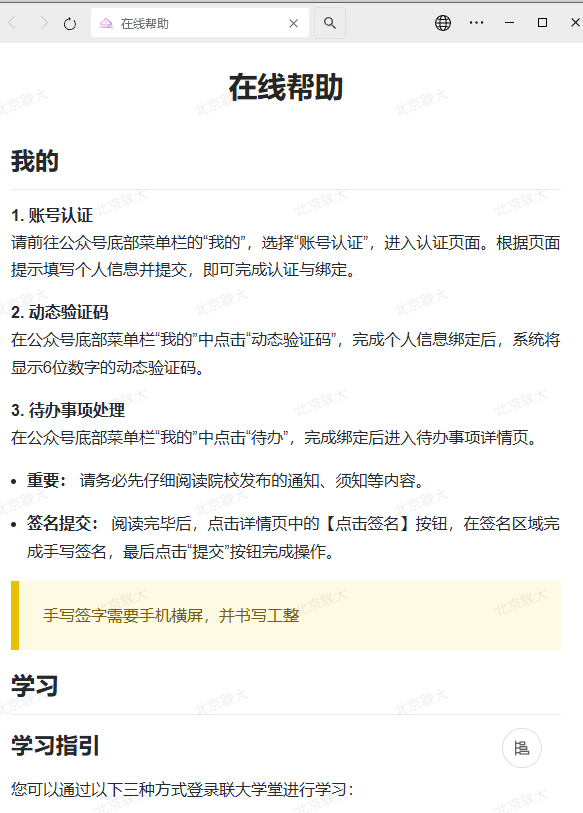 在线帮助
在线帮助
我的
1. 账号认证
请前往公众号底部菜单栏的“我的”，选择“账号认证”，进入认证页面。根据页面
提示填写个人信息并提交，即可完成认证与绑定。
2. 动态验证码
在公众号底部菜单栏“我的”中点击“动态验证码”，完成个人信息绑定后，系统将
显示6位数字的动态验证码。
3. 待办事项处理
在公众号底部菜单栏“我的”中点击“待办”，完成绑定后进入待办事项详情页。
• 重要： 请务必先仔细阅读院校发布的通知、须知等内容。
• 签名提交： 阅读完毕后，点击详情页中的【点击签名】按钮，在签名区域完
成手写签名，最后点击“提交”按钮完成操作。
手写签字需要手机横屏，并书写工整
学习
学习指引
您可以通过以下三种方式登录联大学堂进行学习：
北京联大